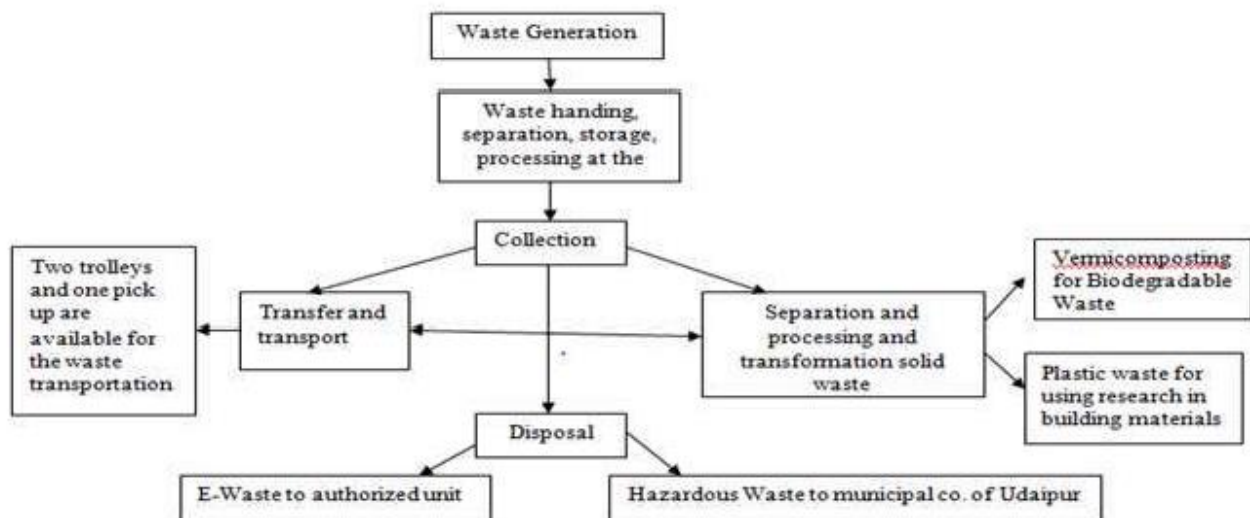 Waste Generation
Waste handing,
separation, storage,
processing at the
Collection
Two trolleys
and one pick
up are
available for
the waste
transportation
Transfer and
transport
Separation and
processing and
transformation solid
waste
Vermicomposting
for Biodegradable
Waste
Plastic waste for
using research in
building materials
Disposal
E-Waste to authorized unit
Hazardous Waste to municipal co. of Udaipur